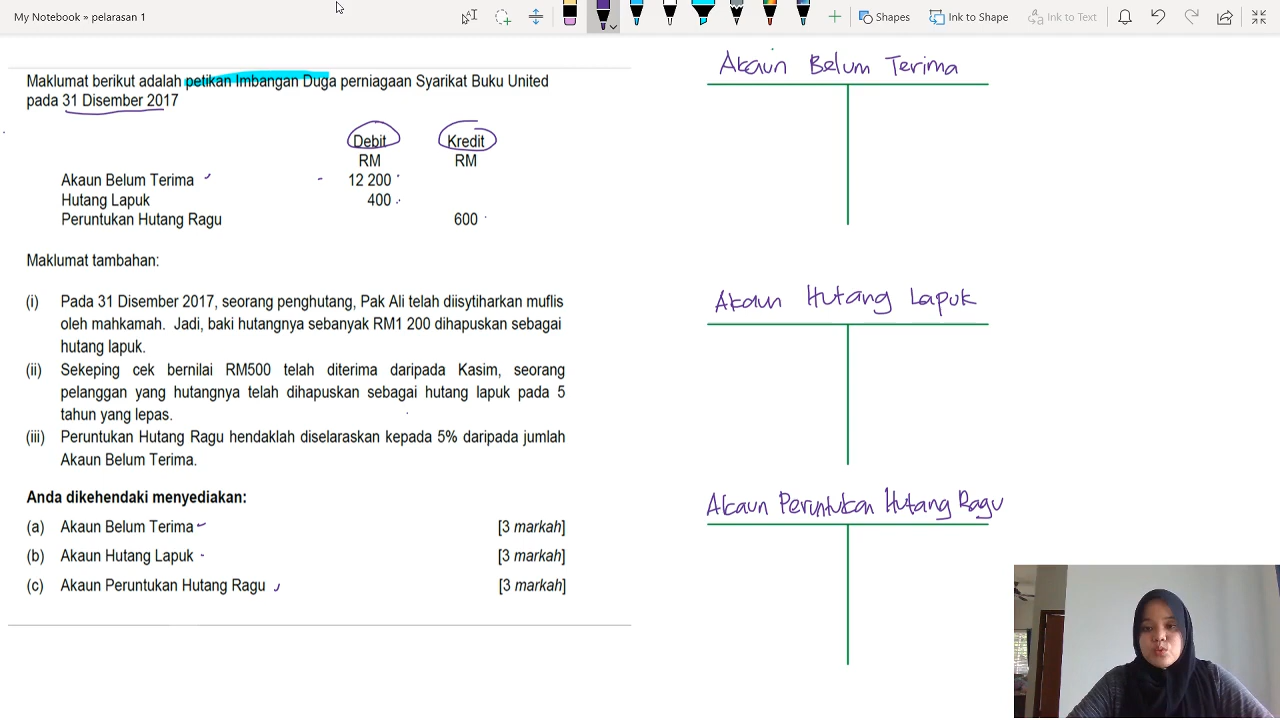 My Notebook » pelarasan 1
Shapes
Ink to Shape
Ink to Text
Maklumat berikut adalah petikan Imbangan Duga perniagaan Syarikat Buku United
pada 31 Disember 2017
Debit Kredit
RM RM
Akaun Belum Terima 12 200
Hutang Lapuk 400
Peruntukan Hutang Ragu 600
Maklumat tambahan:
(i) Pada 31 Disember 2017, seorang penghutang, Pak Ali telah diisytiharkan muflis
oleh mahkamah. Jadi, baki hutangnya sebanyak RM1 200 dihapuskan sebagai
hutang lapuk.
(ii) Sekeping cek bernilai RM500 telah diterima daripada Kasim, seorang
pelanggan yang hutangnya telah dihapuskan sebagai hutang lapuk pada 5
tahun yang lepas.
(iii) Peruntukan Hutang Ragu hendaklah diselaraskan kepada 5% daripada jumlah
Akaun Belum Terima.
Anda dikehendaki menyediakan:
(a) Akaun Belum Terima [3 markah]
(b) Akaun Hutang Lapuk [3 markah]
(c) Akaun Peruntukan Hutang Ragu [3 markah]
Akaun Belum Terima
Akaun Hutang Lapuk
Akaun Peruntukan Hutang Ragu